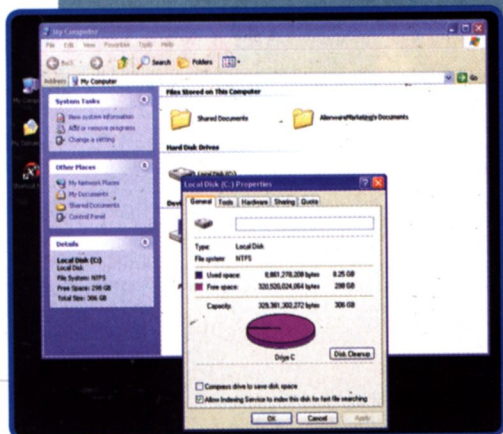 My Computer
File Edit View Favorites Tools Help
Back Search Folders
Address My Computer Go
System Tasks
View system information
Add or remove programs
Change a setting
Other Places
My Network Places
My Documents
Shared Documents
Control Panel
Details
Local Disk (C:)
Local Disk
File System: NTFS
Free Space: 298 GB
Total Size: 306 GB
Files Stored on This Computer
Shared Documents
AlienwareMarketing's Documents
Hard Disk Drives
Local Disk (C:)
Local Disk (C:) Properties
General Tools Hardware Sharing Quota
Type: Local Disk
File system: NTFS
Used space: 8,861,278,208 bytes 8.25 GB
Free space: 320,520,024,064 bytes 298 GB
Capacity: 329,381,302,272 bytes 306 GB
Drive C
Disk Cleanup
Compress drive to save disk space
Allow Indexing Service to index this disk for fast file searching
OK Cancel Apply